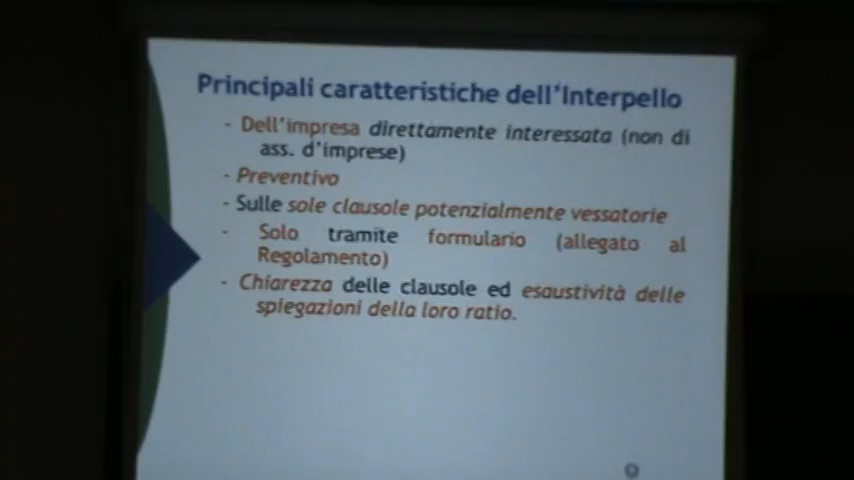 Principali caratteristiche dell'Interpello
- Dell'impresa direttamente interessata (non di
ass. d'imprese)
- Preventivo
- Sulle sole clausole potenzialmente vessatorie
- Solo tramite formulario (allegato al
Regolamento)
- Chiarezza delle clausole ed esaustività delle
spiegazioni della loro ratio.